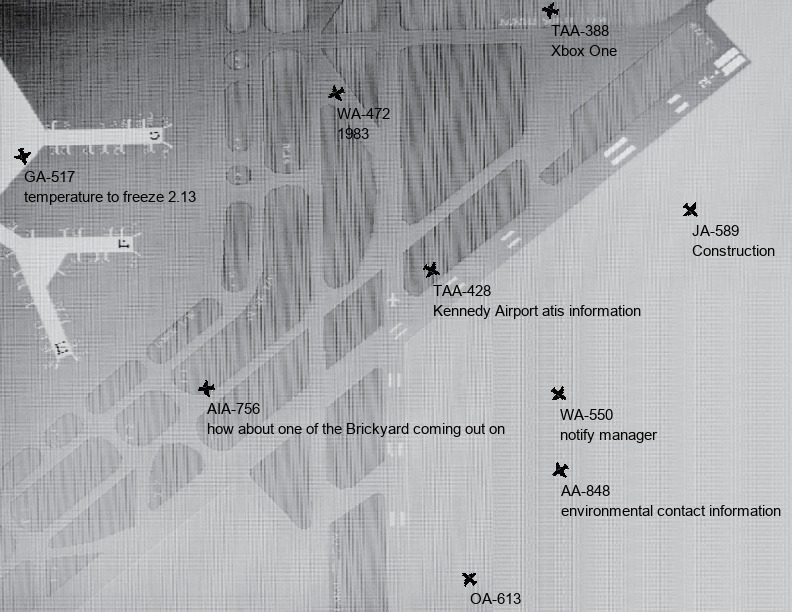 TAA-388
Xbox One
WA-472
1983
GA-517
temperature to freeze 2.13
JA-589
Construction
TAA-428
Kennedy Airport atis information
AIA-756
how about one of the Brickyard coming out on
WA-550
notify manager
AA-848
environmental contact information
OA-613